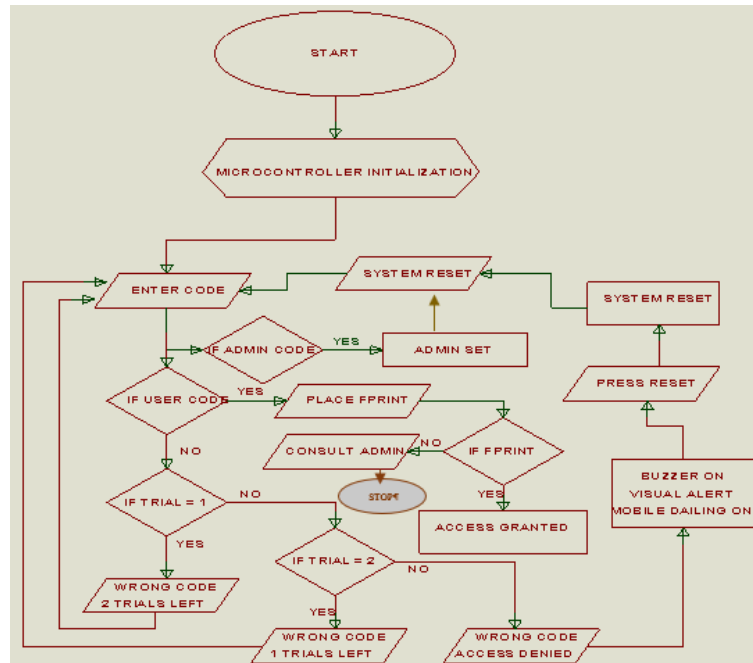 START
MICROCONTROLLER INITIALIZATION
ENTER CODE
SYSTEM RESET
SYSTEM RESET
IF ADMIN CODE
YES
ADMIN SET
PRESS RESET
IF USER CODE
YES
PLACE FPRINT
NO
CONSULT ADMIN
NO
IF FPRINT
BUZZER ON
VISUAL ALERT
MOBILE DAILING ON
STOP¶
YES
IF TRIAL = 1
NO
ACCESS GRANTED
YES
IF TRIAL = 2
NO
WRONG CODE
2 TRIALS LEFT
YES
WRONG CODE
1 TRIALS LEFT
WRONG CODE
ACCESS DENIED